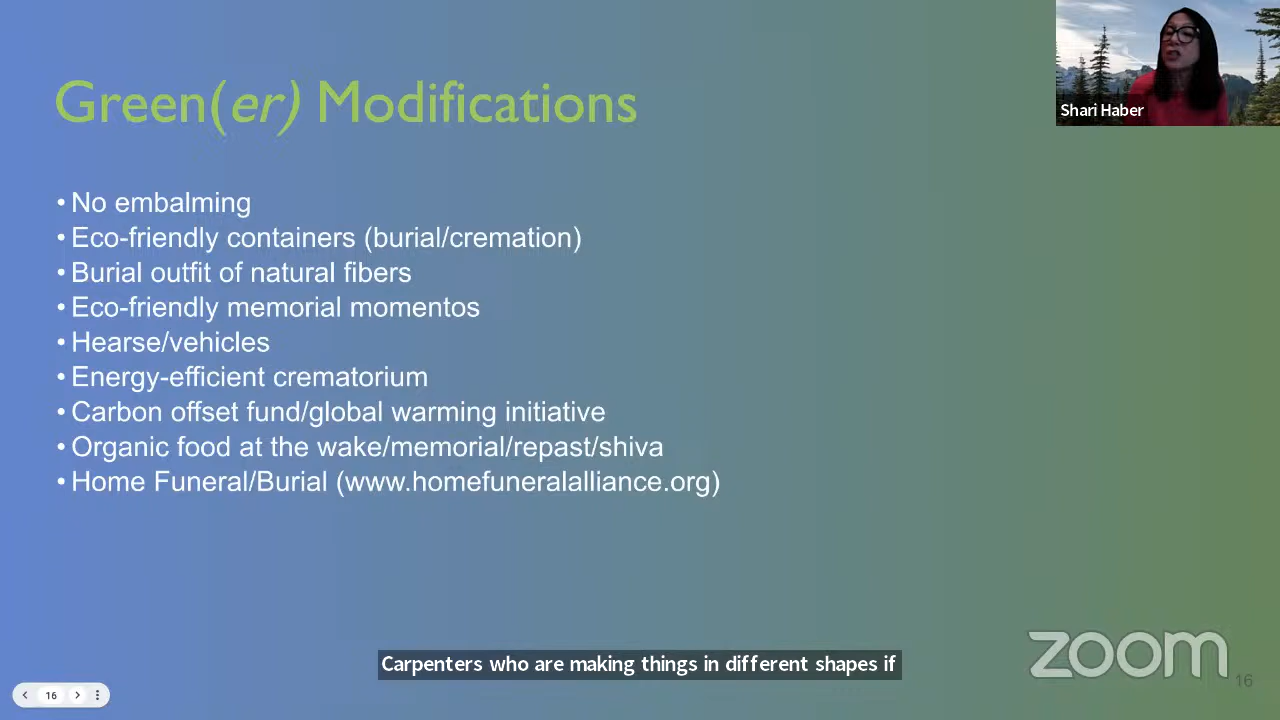 Green(er) Modifications
Shari Haber
• No embalming
• Eco-friendly containers (burial/cremation)
• Burial outfit of natural fibers
• Eco-friendly memorial momentos
• Hearse/vehicles
• Energy-efficient crematorium
• Carbon offset fund/global warming initiative
• Organic food at the wake/memorial/repast/shiva
• Home Funeral/Burial (www.homefuneralalliance.org)
Carpenters who are making things in different shapes if
zoom
16
16